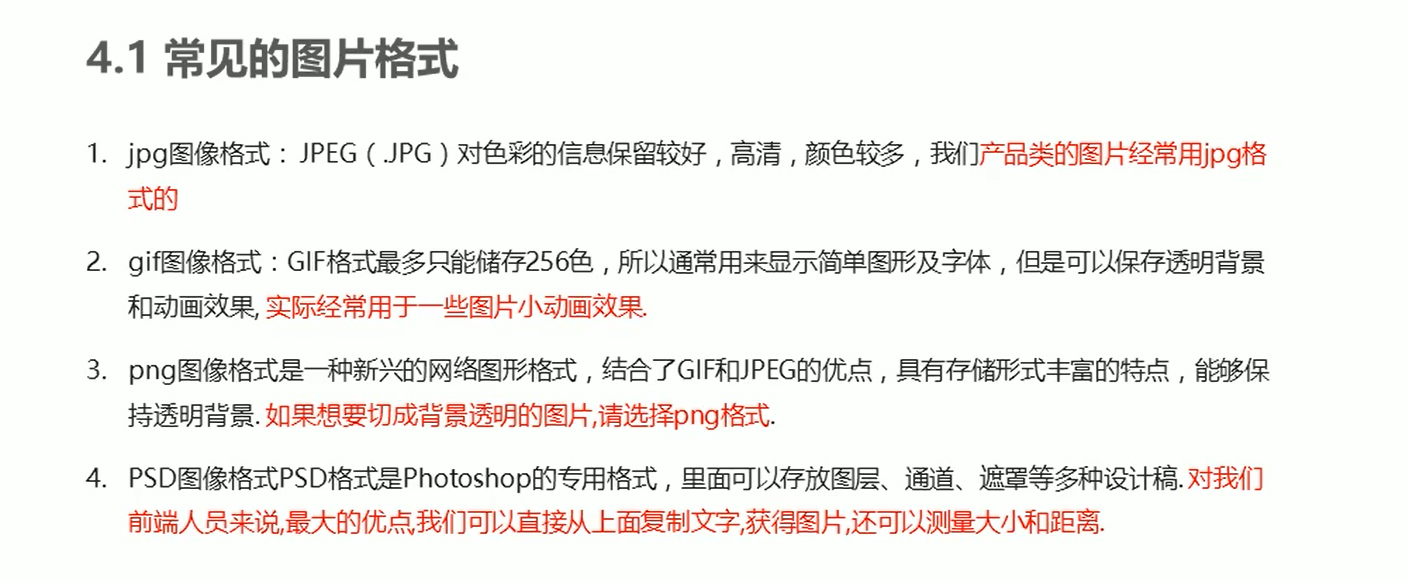 4.1 常见的图片格式
1. jpg图像格式： JPEG（.JPG）对色彩的信息保留较好，高清，颜色较多，我们产品类的图片经常用jpg格
式的
2. gif图像格式：GIF格式最多只能储存256色，所以通常用来显示简单图形及字体，但是可以保存透明背景
和动画效果, 实际经常用于一些图片小动画效果.
3. png图像格式是一种新兴的网络图形格式，结合了GIF和JPEG的优点，具有存储形式丰富的特点，能够保
持透明背景. 如果想要切成背景透明的图片,请选择png格式.
4. PSD图像格式PSD格式是Photoshop的专用格式，里面可以存放图层、通道、遮罩等多种设计稿. 对我们
前端人员来说,最大的优点,我们可以直接从上面复制文字,获得图片,还可以测量大小和距离.